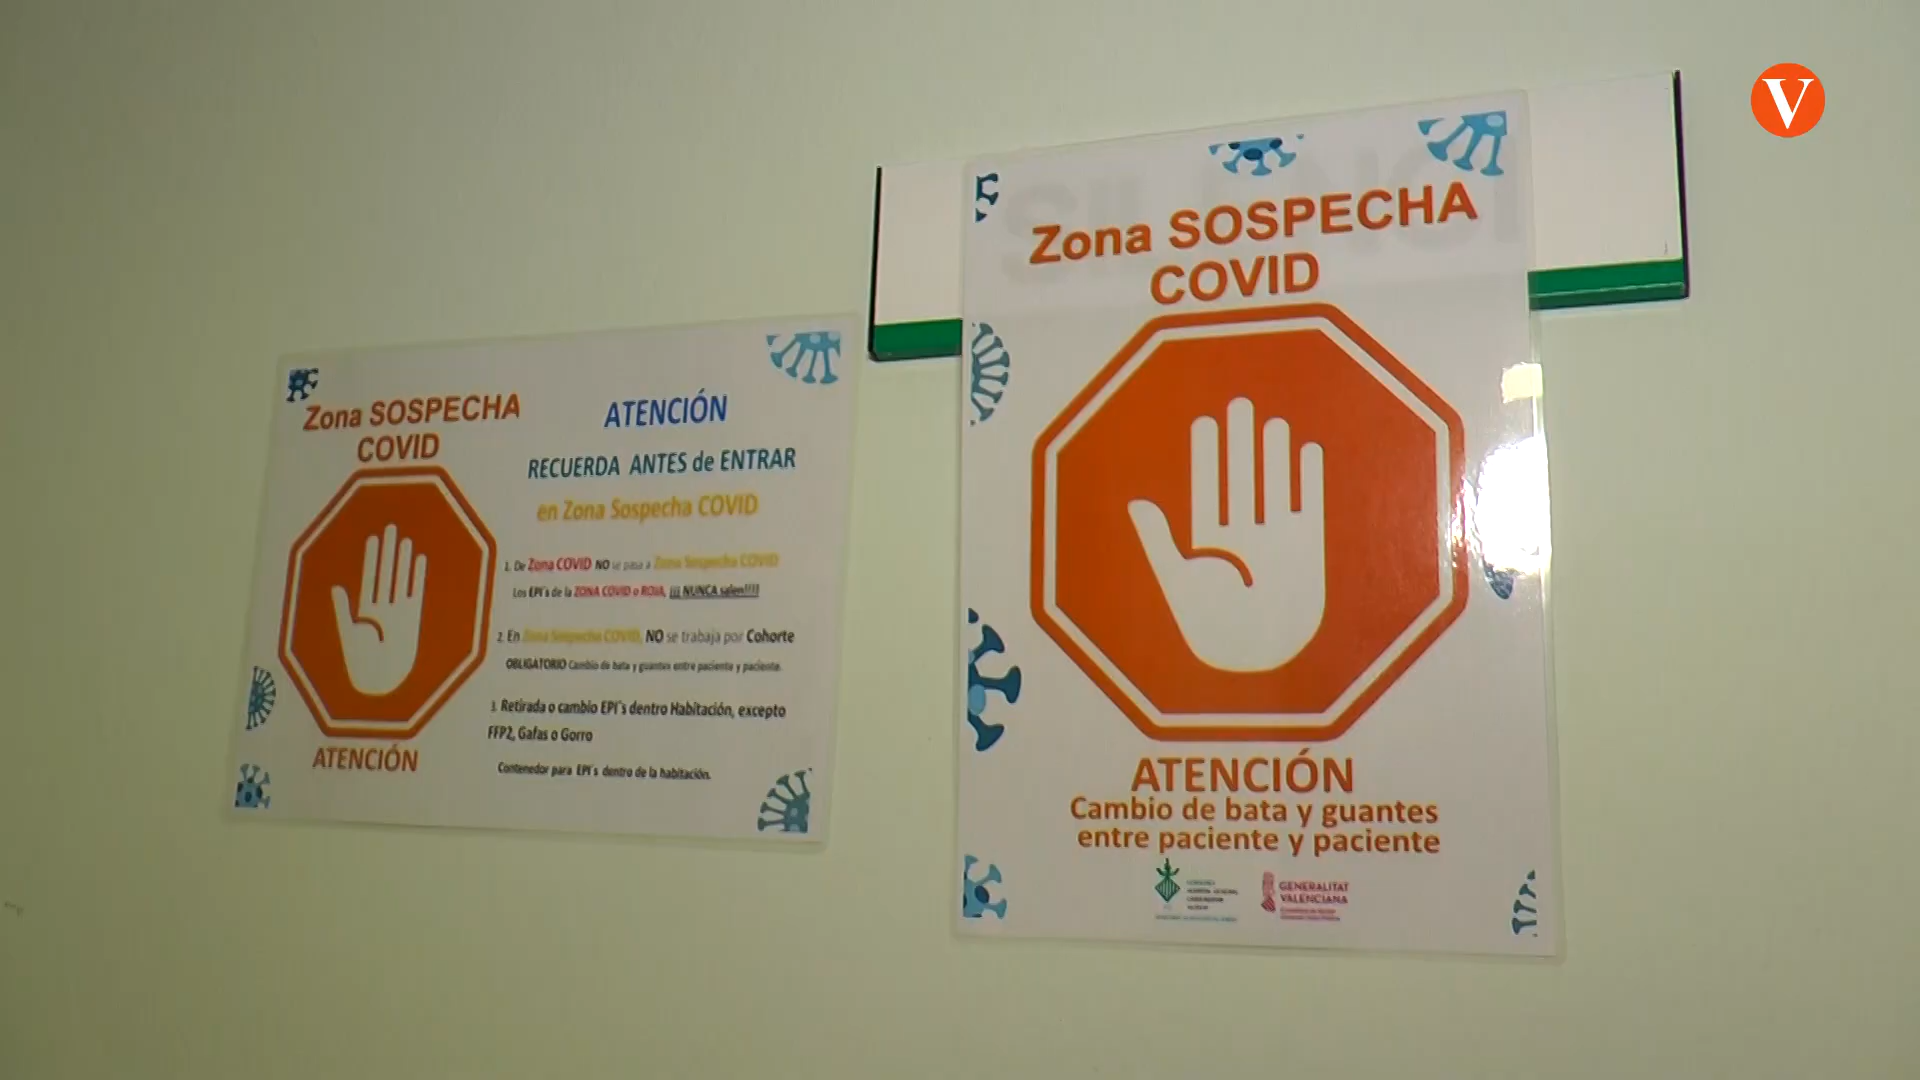 Zona SOSPECHA
COVID
ATENCIÓN
ATENCIÓN
RECUERDA ANTES de ENTRAR
en Zona Sospecha COVID
1. De Zona COVID NO se pasa a Zona Sospecha COVID
Los EPI´s de la ZONA COVID o ROJA, ¡¡¡ NUNCA salen!!!!
2. En Zona Sospecha COVID, NO se trabaja por Cohorte
OBLIGATORIO Cambio de bata y guantes entre paciente y paciente.
3. Retirada o cambio EPI´s dentro Habitación, excepto
FFP2, Gafas o Gorro
Contenedor para EPI´s dentro de la habitación.
Zona SOSPECHA
COVID
ATENCIÓN
Cambio de bata y guantes
entre paciente y paciente
GENERALITAT
VALENCIANA
V